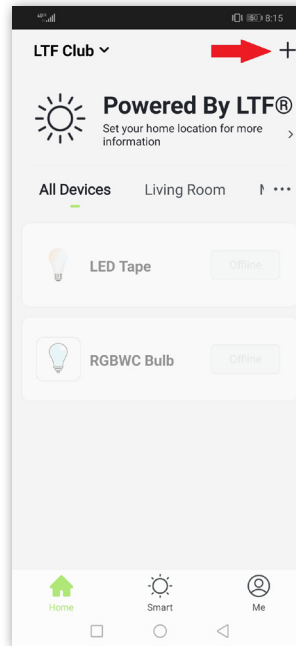 8:15
LTF Club
Powered By LTF®
Set your home location for more
information
All Devices Living Room
LED Tape Offline
RGBWC Bulb Offline
Home Smart Me